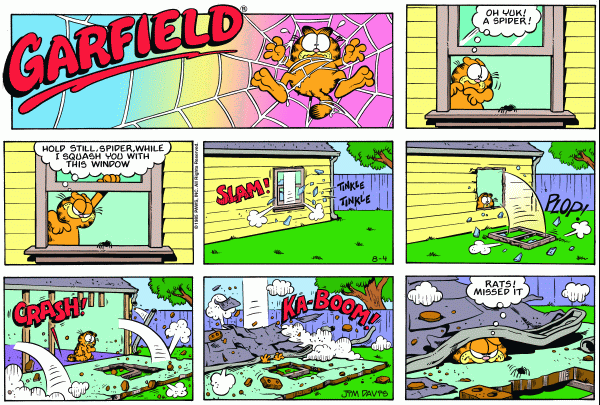 GARFIELD
®
OH YUK!
A SPIDER!
HOLD STILL, SPIDER, WHILE
I SQUASH YOU WITH
THIS WINDOW
SLAM!
TINKLE
TINKLE
8-4
PLOP!
CRASH!
KA-BOOM!
JIM DAVIS
RATS!
MISSED IT